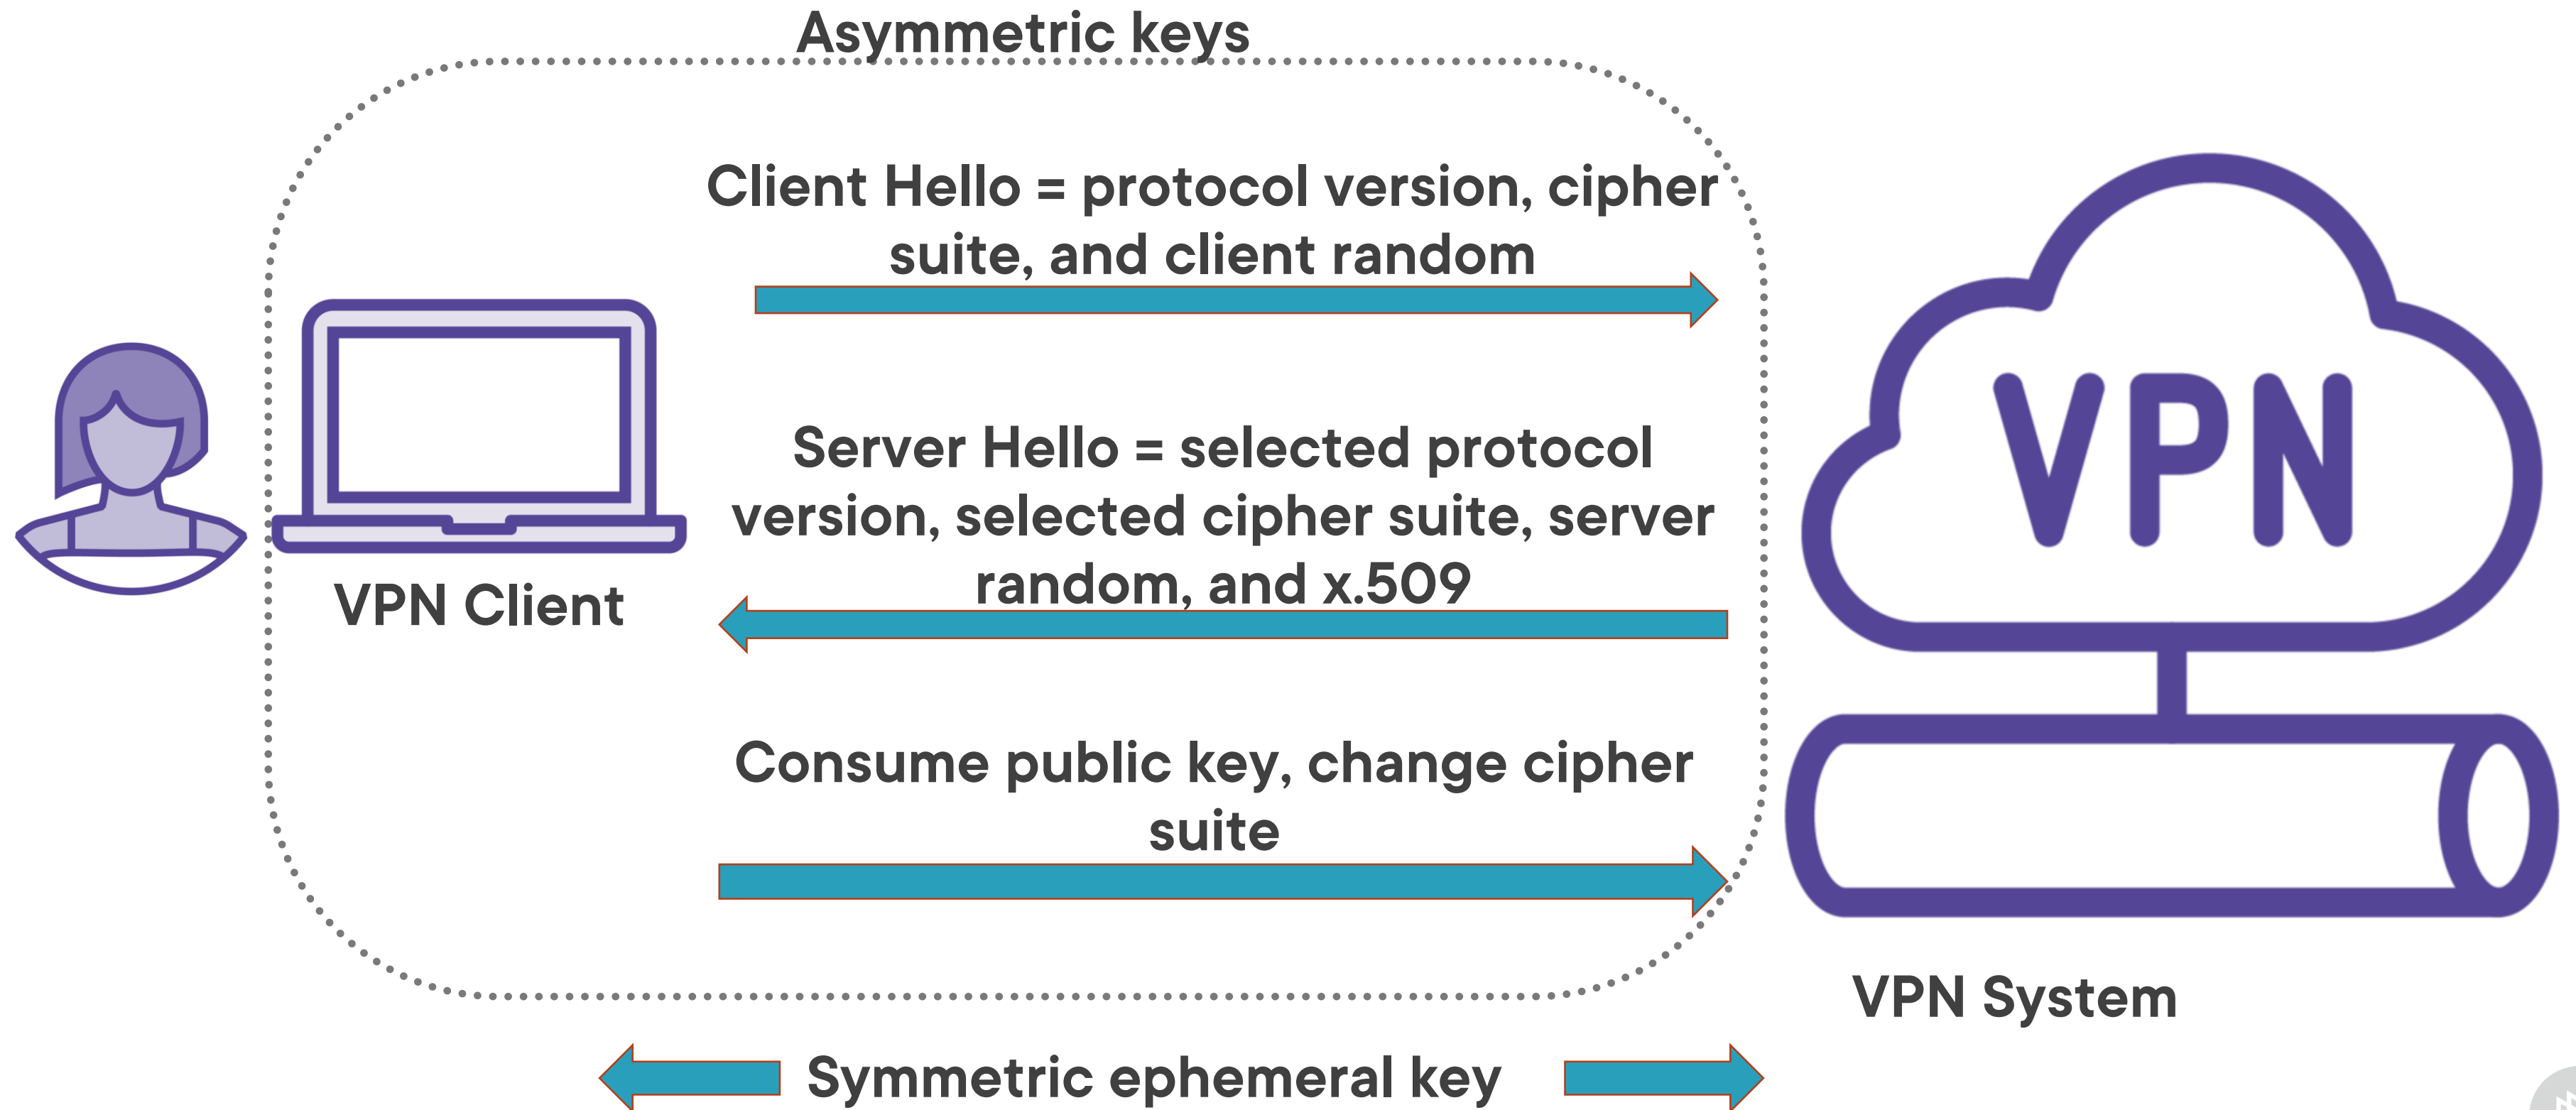 Asymmetric keys
Client Hello = protocol version, cipher
suite, and client random
Server Hello = selected protocol
version, selected cipher suite, server
random, and x.509
VPN Client
Consume public key, change cipher
suite
VPN
VPN System
Symmetric ephemeral key